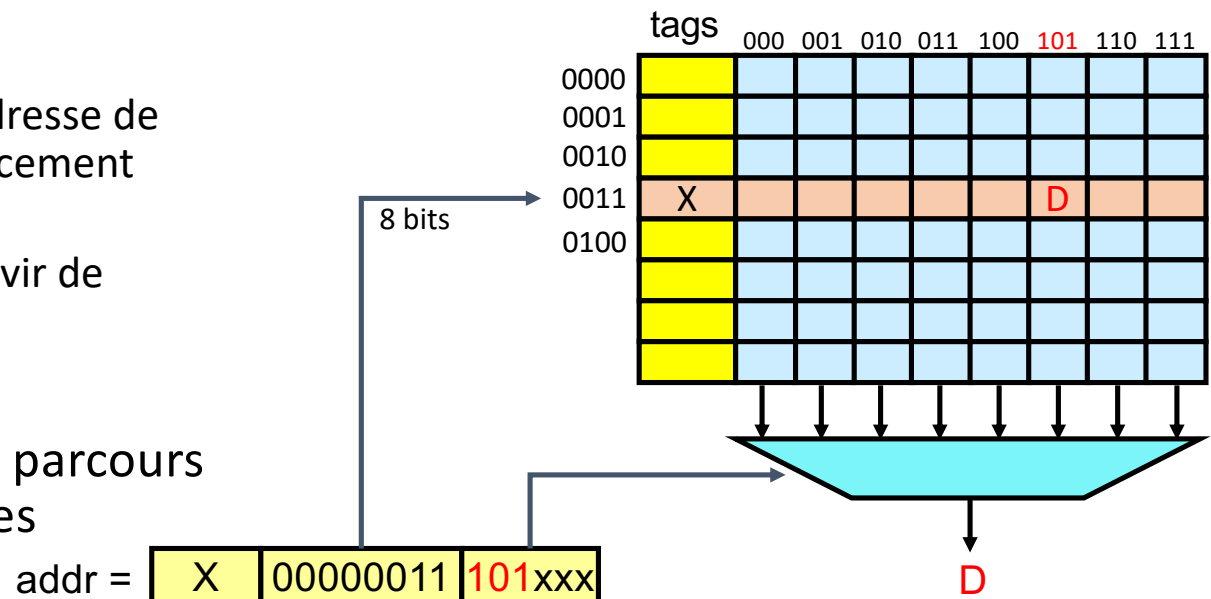 dresse de
cement
vir de
parcours
es
tags 000 001 010 011 100 101 110 111
0000
0001
0010
0011 X D
0100
8 bits
addr = X 00000011 101xxx
D